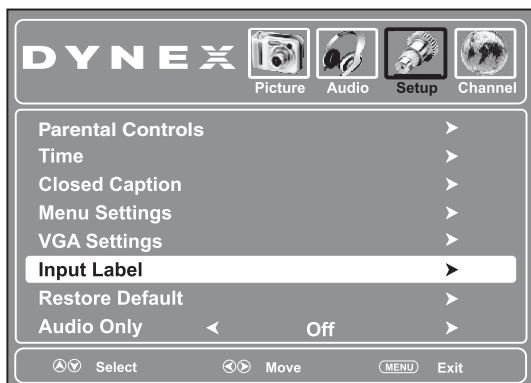 DYNEX
Picture Audio Setup Channel
Parental Controls
Time
Closed Caption
Menu Settings
VGA Settings
Input Label
Restore Default
Audio Only Off
Select Move MENU Exit